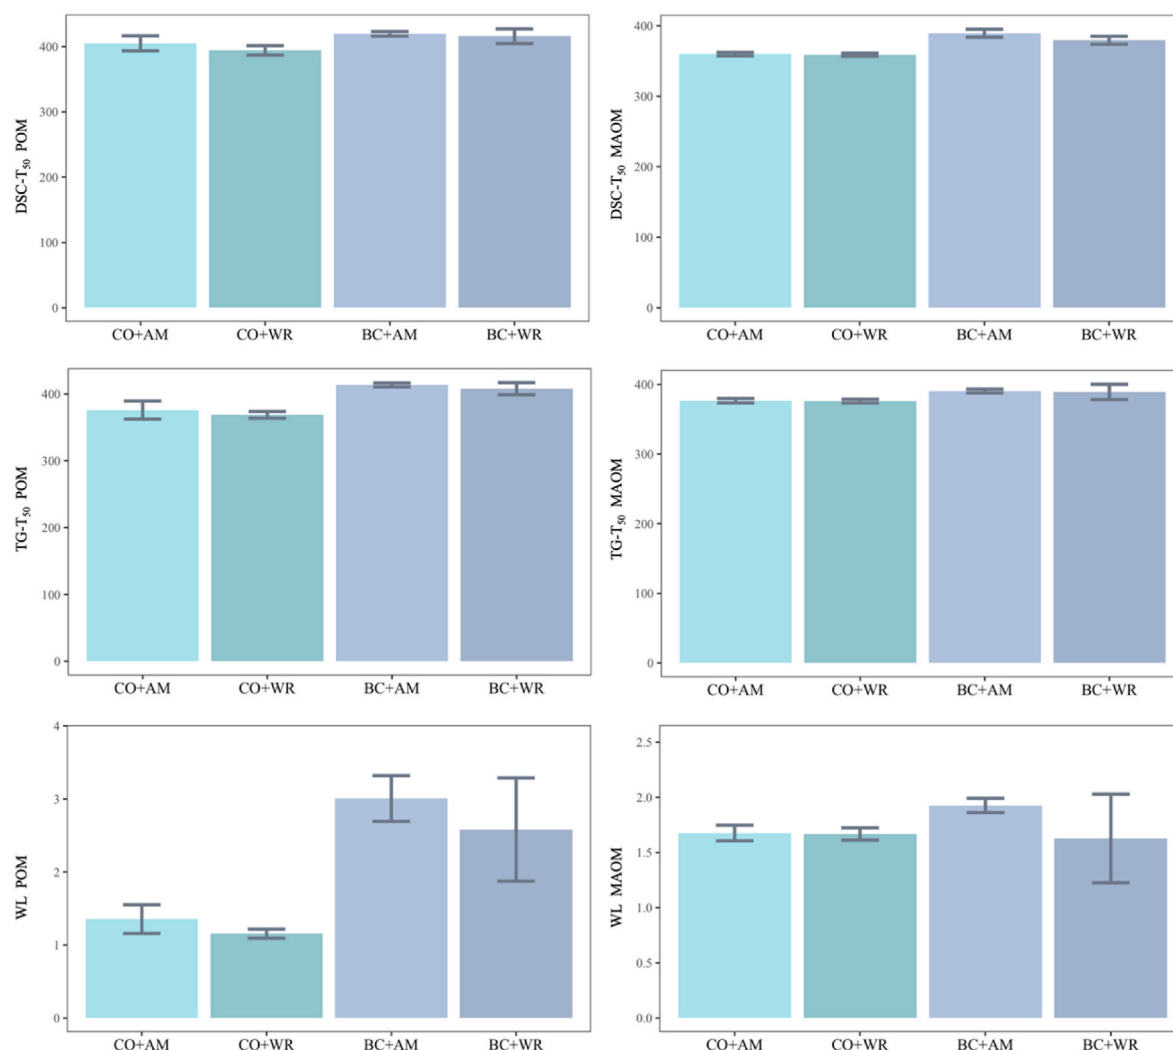 DSC-T50 POM
400
300
200
100
0
CO+AM CO+WR BC+AM BC+WR
DSC-T50 MAOM
400
300
200
100
0
CO+AM CO+WR BC+AM BC+WR
TG-T50 POM
400
300
200
100
0
CO+AM CO+WR BC+AM BC+WR
TG-T50 MAOM
400
300
200
100
0
CO+AM CO+WR BC+AM BC+WR
WL POM
4
3
2
1
0
CO+AM CO+WR BC+AM BC+WR
WL MAOM
2.5
2.0
1.5
1.0
0.5
0.0
CO+AM CO+WR BC+AM BC+WR